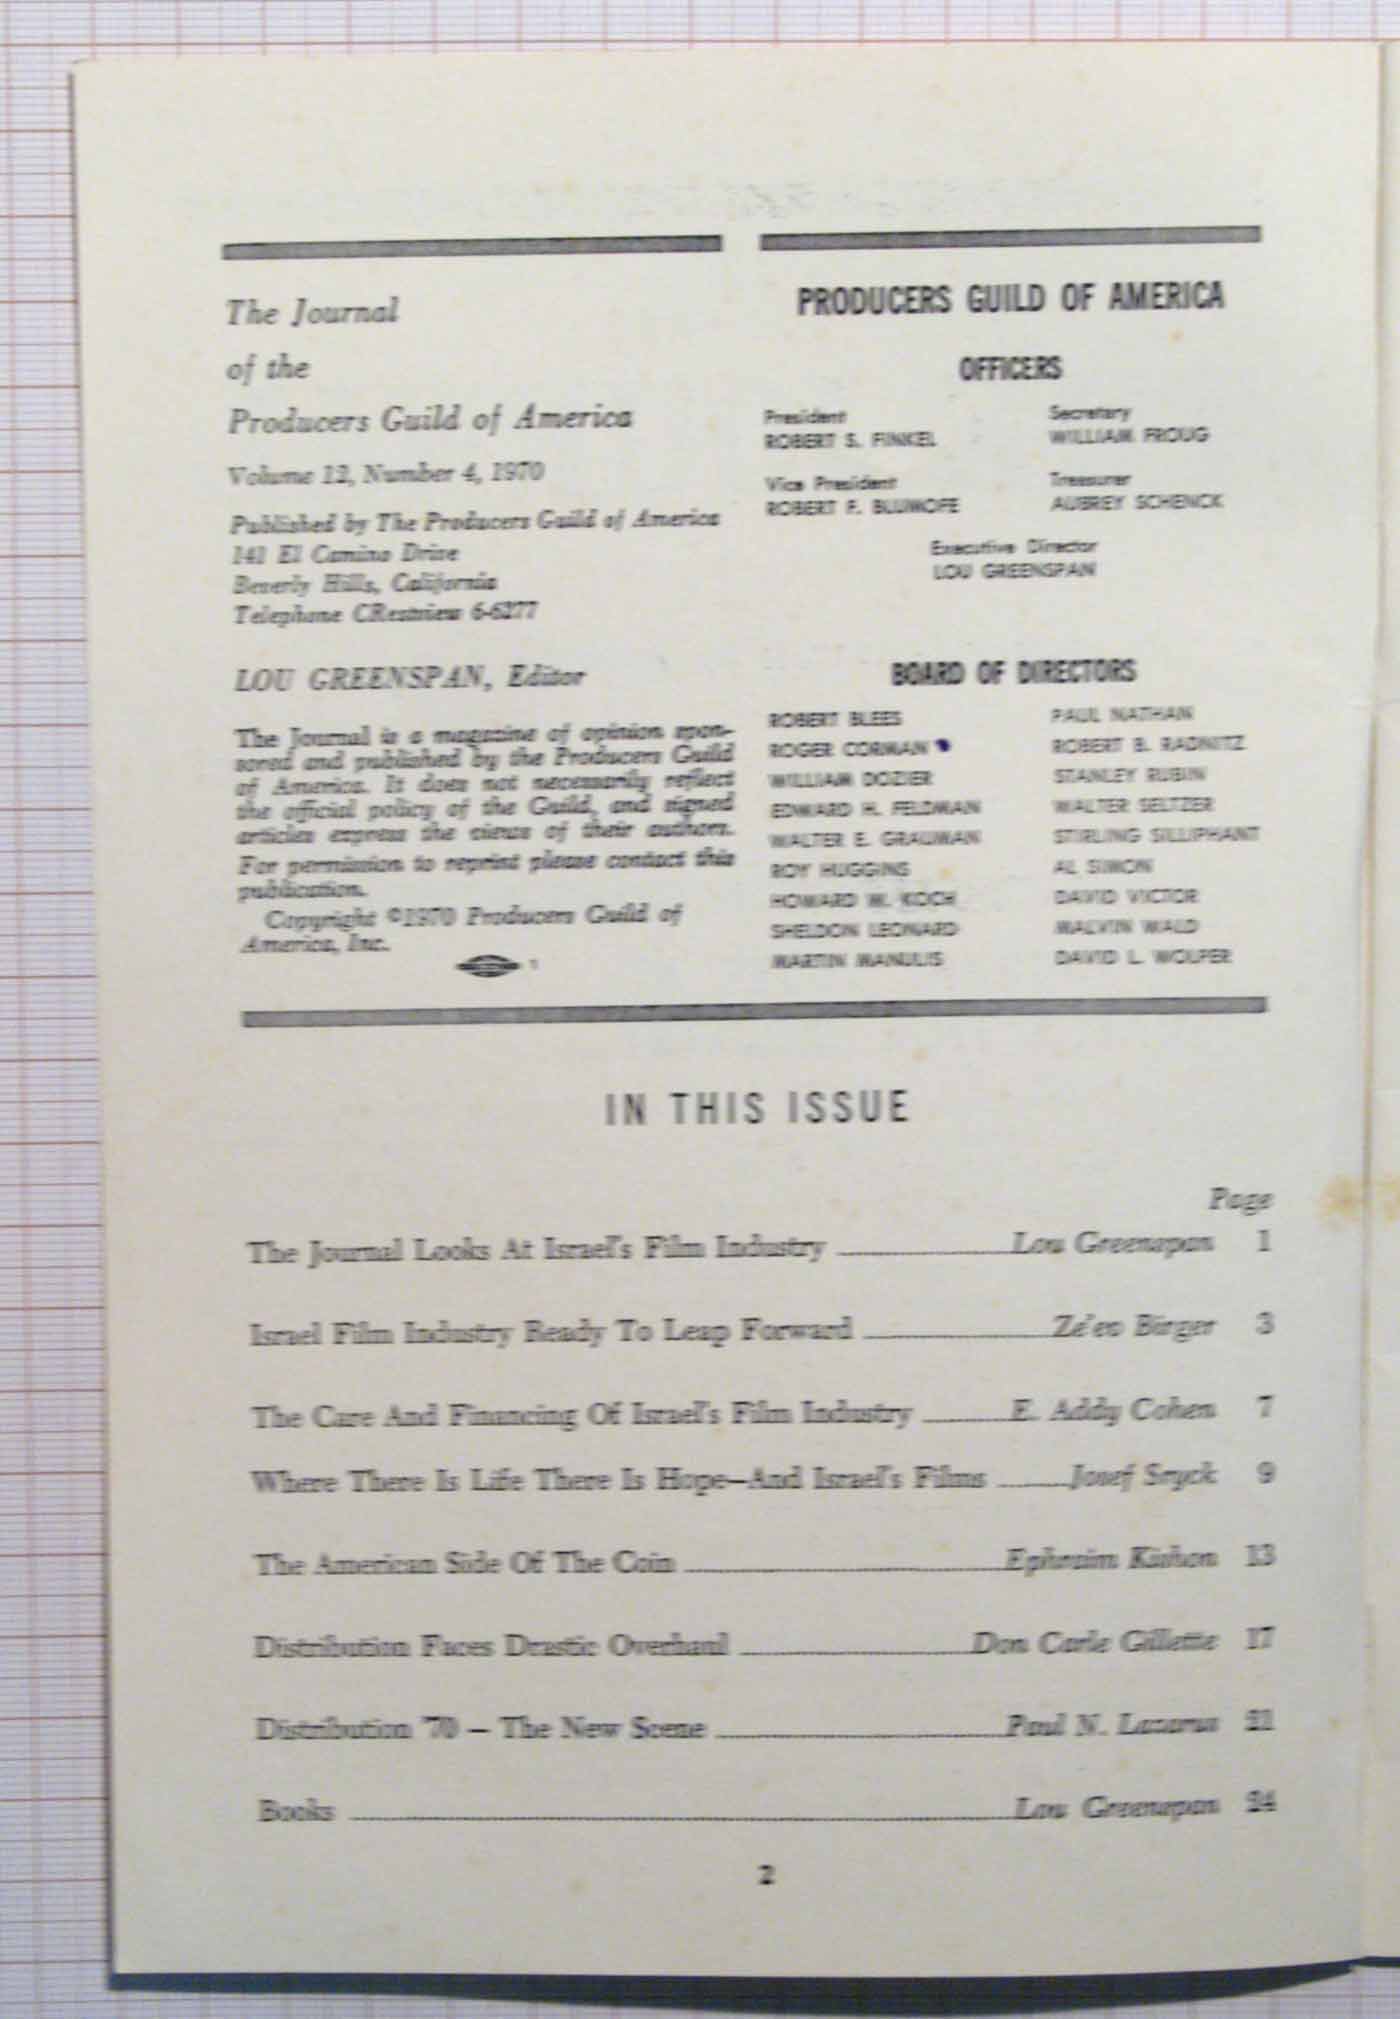 The Journal
of the
Producers Guild of America
Volume 12, Number 4, 1970
Published by The Producers Guild of America
141 El Camino Drive
Beverly Hills, California
Telephone CRestview 6-6277
LOU GREENSPAN, Editor
The Journal is a magazine of opinion spon-
sored and published by the Producers Guild
of America. It does not necessarily reflect
the official policy of the Guild, and signed
articles express the views of their authors.
For permission to reprint please contact this
publication.
Copyright ©1970 Producers Guild of
America, Inc.
PRODUCERS GUILD OF AMERICA
OFFICERS
President
ROBERT S. FINKEL
Secretary
WILLIAM FROUG
Vice President
ROBERT F. BLUMOFE
Treasurer
AUBREY SCHENCK
Executive Director
LOU GREENSPAN
BOARD OF DIRECTORS
ROBERT BLEES
ROGER CORMAN
WILLIAM DOZIER
EDWARD H. FELDMAN
WALTER E. GRAUMAN
ROY HUGGINS
HOWARD W. KOCH
SHELDON LEONARD
MARTIN MANULIS
PAUL NATHAN
ROBERT B. RADNITZ
STANLEY RUBIN
WALTER SELTZER
STIRLING SILLIPHANT
AL SIMON
DAVID VICTOR
MALVIN WALD
DAVID L. WOLPER
IN THIS ISSUE
Page
The Journal Looks At Israel's Film Industry Lou Greenspan 1
Israel Film Industry Ready To Leap Forward Ze'ev Birger 3
The Care And Financing Of Israel's Film Industry E. Addy Cohen 7
Where There Is Life There Is Hope—And Israel's Films Josef Sryck 9
The American Side Of The Coin Ephraim Kishon 13
Distribution Faces Drastic Overhaul Don Carle Gillette 17
Distribution '70 — The New Scene Paul N. Lazarus 21
Books Lou Greenspan 24
2